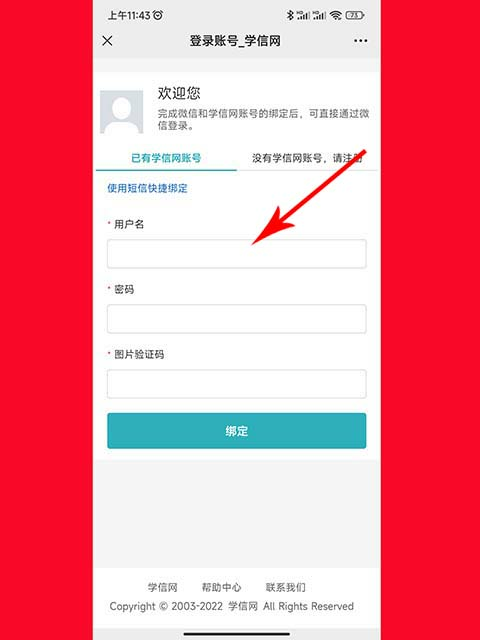 上午11:43
73
登录账号_学信网
欢迎您
完成微信和学信网账号的绑定后，可直接通过微
信登录。
已有学信网账号
没有学信网账号，请注册
使用短信快捷绑定
* 用户名
* 密码
* 图片验证码
绑定
学信网 帮助中心 联系我们
Copyright © 2003-2022 学信网 All Rights Reserved